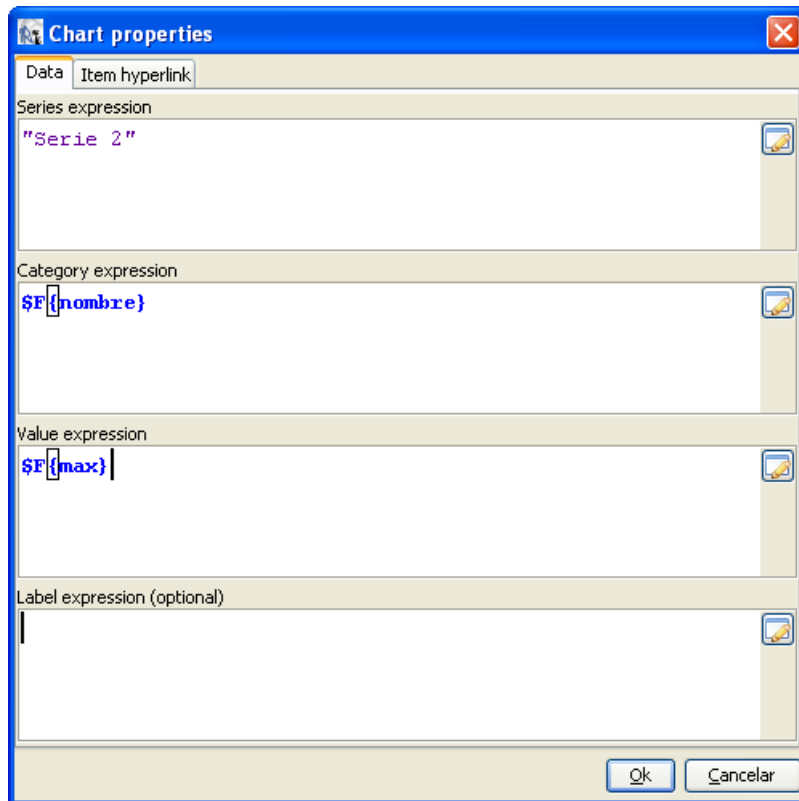 Chart properties
Data Item hyperlink
Series expression
"Serie 2"
Category expression
$F{nombre}
Value expression
$F{max}
Label expression (optional)
Ok Cancelar